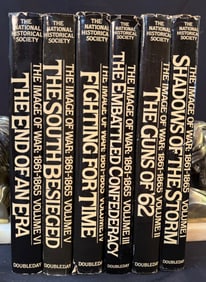 THE
NATIONAL
HISTORICAL
SOCIETY
THE IMAGE OF WAR: 1861-1865 VOLUME VI
THE END OF AN ERA
DOUBLEDAY
THE
NATIONAL
HISTORICAL
SOCIETY
THE IMAGE OF WAR: 1861-1865 VOLUME V
THE SOUTH BESIEGED
DOUBLEDAY
THE
NATIONAL
HISTORICAL
SOCIETY
THE IMAGE OF WAR: 1861-1865 VOLUME IV
FIGHTING FOR TIME
DOUBLEDAY
THE
NATIONAL
HISTORICAL
SOCIETY
THE IMAGE OF WAR: 1861-1865 VOLUME III
THE EMBATTLED CONFEDERACY
DOUBLEDAY
THE
NATIONAL
HISTORICAL
SOCIETY
THE IMAGE OF WAR: 1861-1865 VOLUME II
THE GUNS OF '62
DOUBLEDAY
THE
NATIONAL
HISTORICAL
SOCIETY
THE IMAGE OF WAR: 1861-1865 VOLUME I
SHADOWS OF THE STORM
DOUBLEDAY